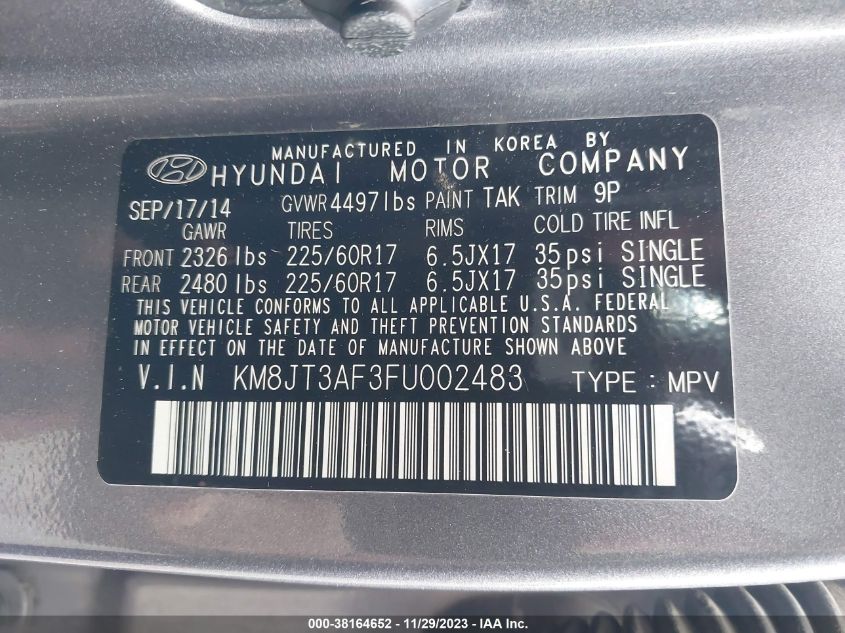 MANUFACTURED IN KOREA BY
HYUNDAI MOTOR COMPANY
SEP/17/14 GVWR 4497lbs PAINT TAK TRIM 9P
GAWR TIRES RIMS COLD TIRE INFL
FRONT 2326 lbs 225/60R17 6.5JX17 35psi SINGLE
REAR 2480 lbs 225/60R17 6.5JX17 35psi SINGLE
THIS VEHICLE CONFORMS TO ALL APPLICABLE U.S.A. FEDERAL
MOTOR VEHICLE SAFETY AND THEFT PREVENTION STANDARDS
IN EFFECT ON THE DATE OF MANUFACTURE SHOWN ABOVE
V.I.N KM8JT3AF3FU002483 TYPE : MPV
000-38164652 - 11/29/2023 - IAA Inc.